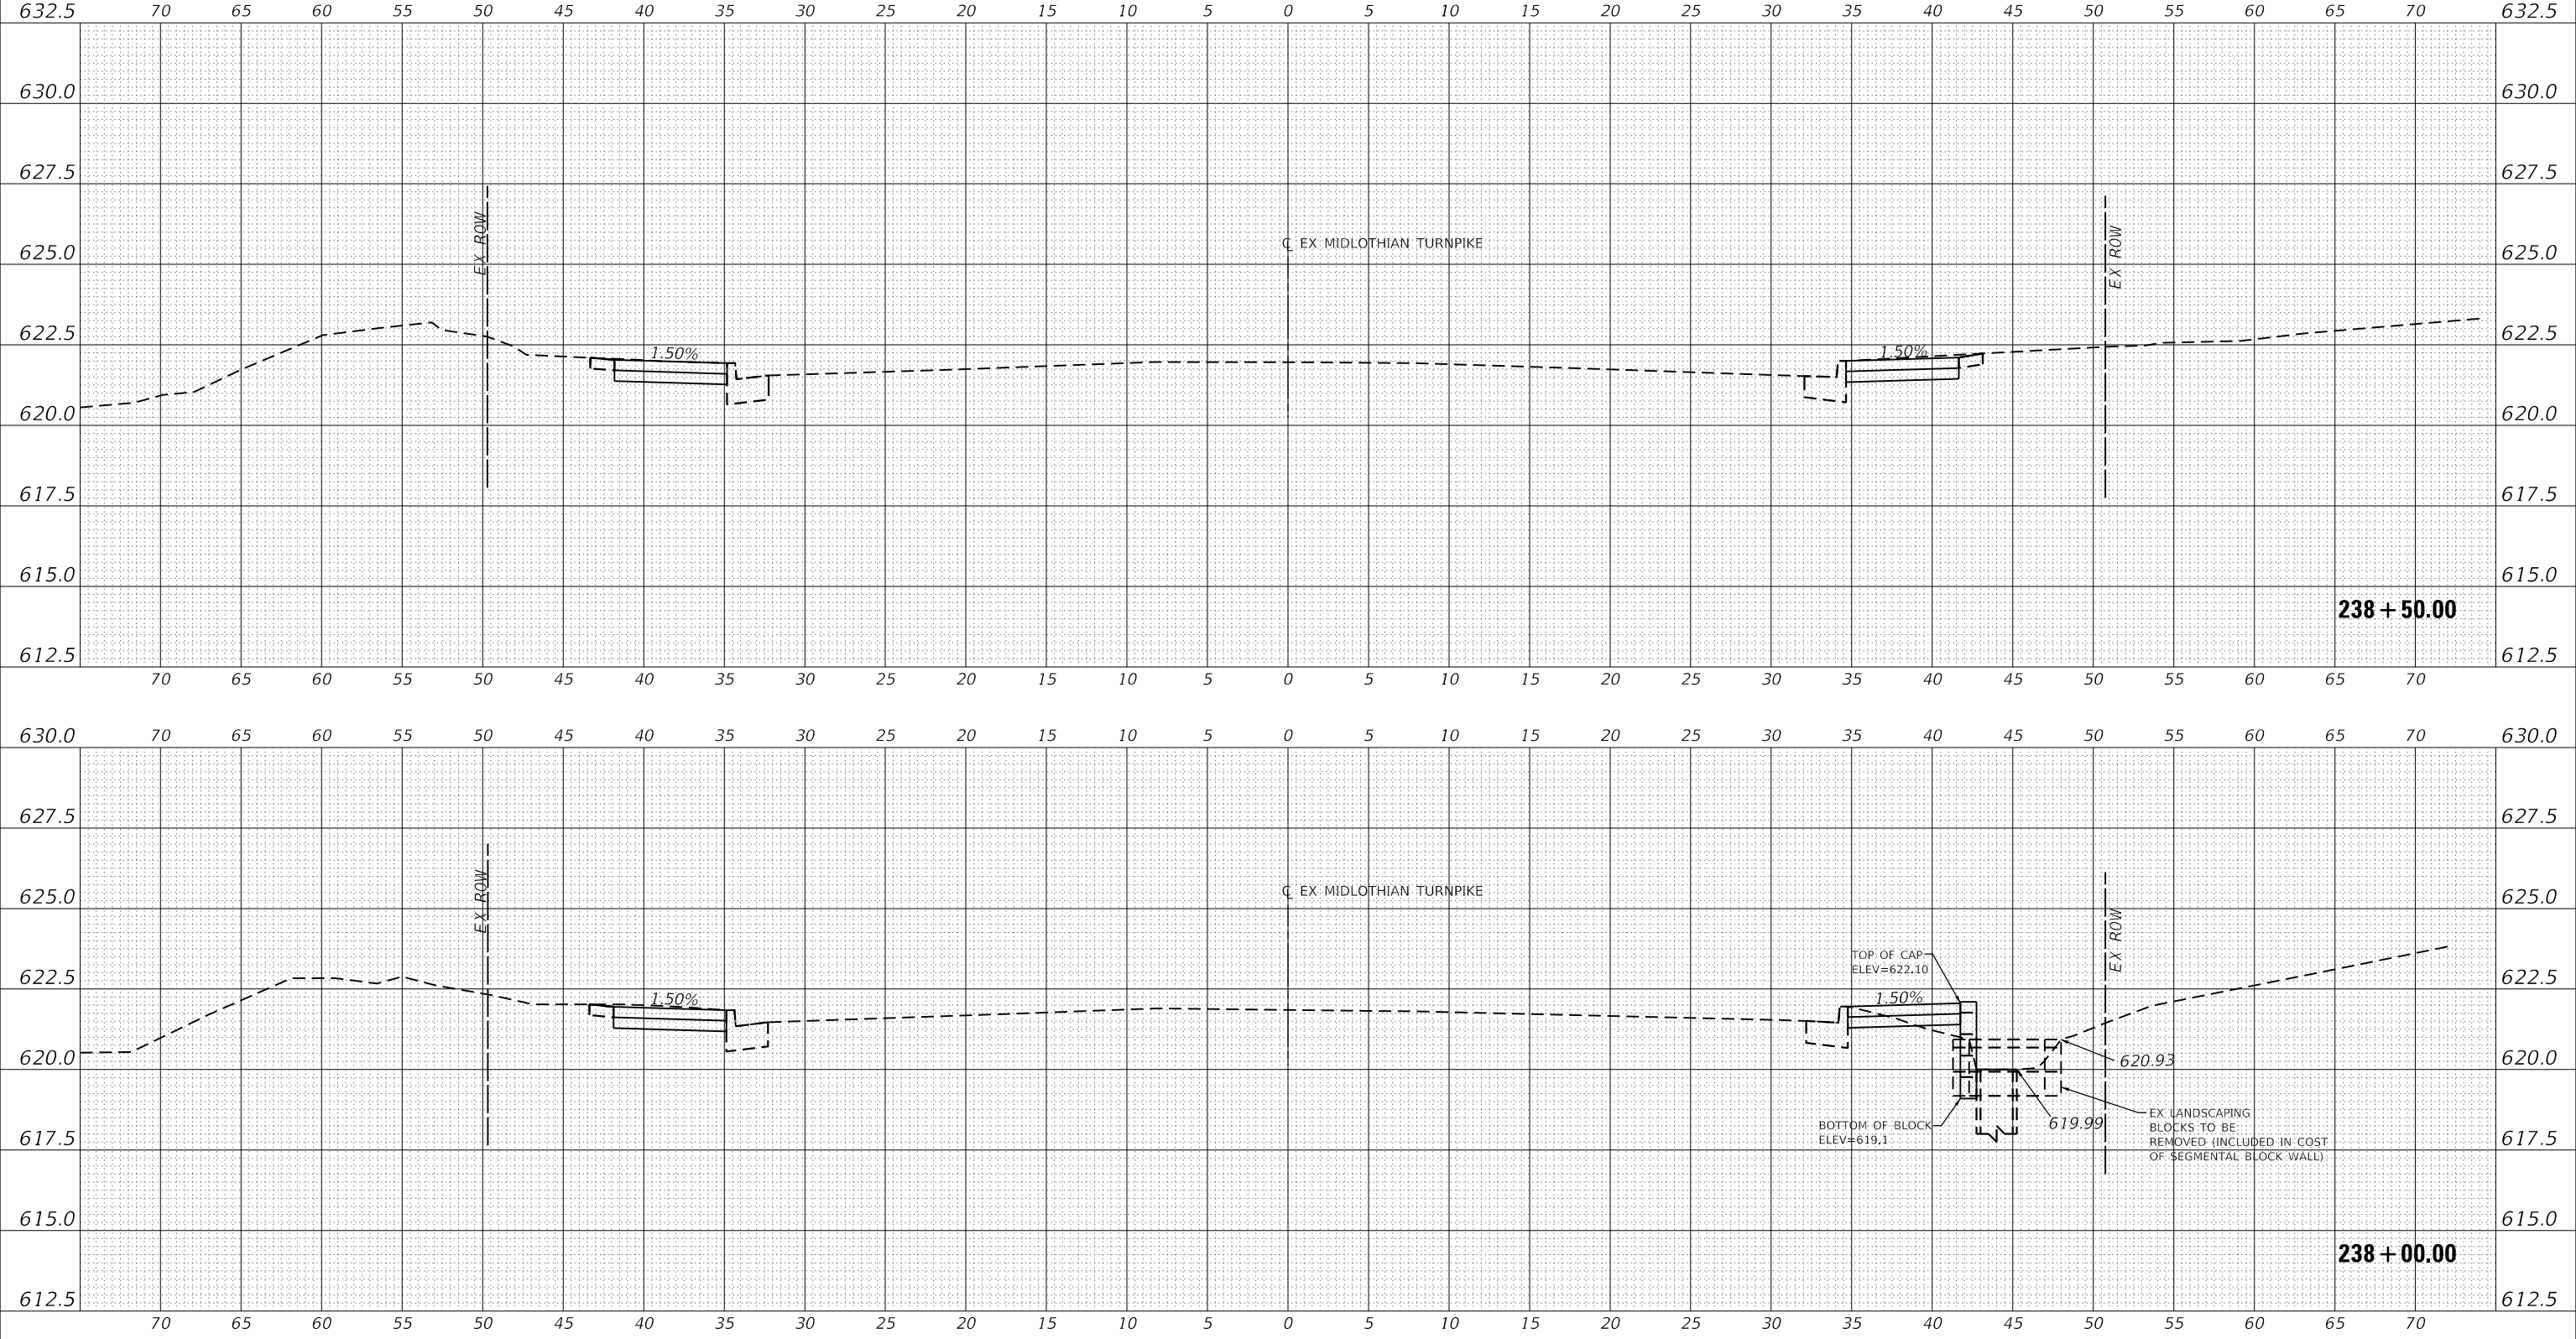 632.5 70 65 60 55 50 45 40 35 30 25 20 15 10 5 0 5 10 15 20 25 30 35 40 45 50 55 60 65 70 632.5
630.0 630.0
627.5 627.5
EX ROW EX ROW
625.0 ℄ EX MIDLOTHIAN TURNPIKE 625.0
622.5 1.50% 1.50% 622.5
620.0 620.0
617.5 617.5
615.0 615.0
238+50.00
612.5 612.5
70 65 60 55 50 45 40 35 30 25 20 15 10 5 0 5 10 15 20 25 30 35 40 45 50 55 60 65 70
630.0 70 65 60 55 50 45 40 35 30 25 20 15 10 5 0 5 10 15 20 25 30 35 40 45 50 55 60 65 70 630.0
627.5 627.5
EX ROW EX ROW
625.0 ℄ EX MIDLOTHIAN TURNPIKE 625.0
TOP OF CAP
ELEV=622.10
622.5 622.5
1.50% 1.50%
620.0 620.93 620.0
EX LANDSCAPING
BLOCKS TO BE
REMOVED (INCLUDED IN COST
OF SEGMENTAL BLOCK WALL)
619.99
BOTTOM OF BLOCK
ELEV=619.1
617.5 617.5
615.0 615.0
238+00.00
612.5 612.5
70 65 60 55 50 45 40 35 30 25 20 15 10 5 0 5 10 15 20 25 30 35 40 45 50 55 60 65 70